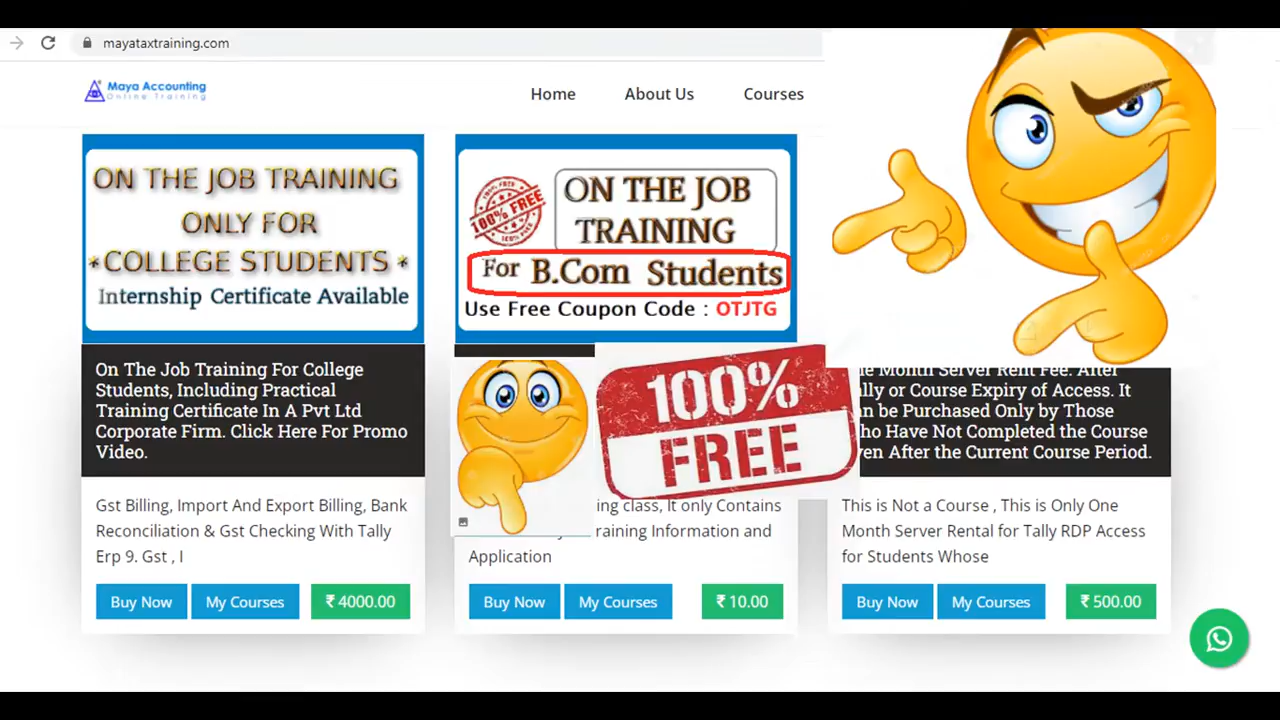 mayataxtraining.com
Maya Accounting
Online Training
Home
About Us
Courses
ON THE JOB TRAINING
ONLY FOR
*COLLEGE STUDENTS *
Internship Certificate Available
100% FREE
ON THE JOB
TRAINING
For B.Com Students
Use Free Coupon Code : OTJTG
On The Job Training For College
Students, Including Practical
Training Certificate In A Pvt Ltd
Corporate Firm. Click Here For Promo
Video.
100%
FREE
Month Server Rent Fee. After
or Course Expiry of Access. It
be Purchased Only by Those
Have Not Completed the Course
After the Current Course Period.
Gst Billing, Import And Export Billing, Bank
Reconciliation & Gst Checking With Tally
Erp 9. Gst , I
class, It only Contains
raining Information and
Application
This is Not a Course , This is Only One
Month Server Rental for Tally RDP Access
for Students Whose
Buy Now
My Courses
₹ 4000.00
Buy Now
My Courses
₹ 10.00
Buy Now
My Courses
₹ 500.00